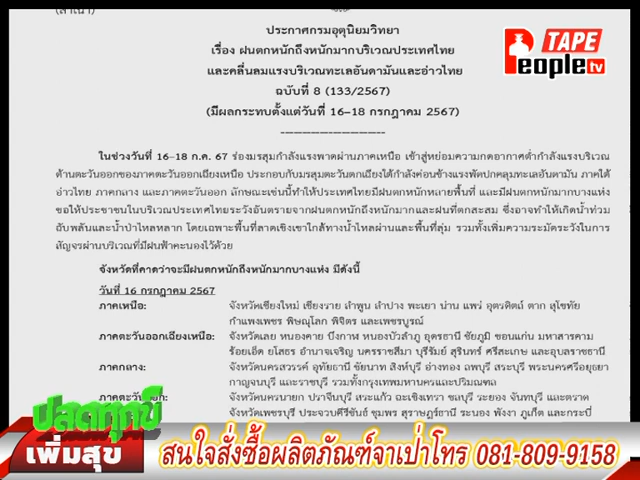 (สำเนา)
ประกาศกรมอุตุนิยมวิทยา
เรื่อง ฝนตกหนักถึงหนักมากบริเวณประเทศไทย
และคลื่นลมแรงบริเวณทะเลอันดามันและอ่าวไทย
ฉบับที่ 8 (133/2567)
(มีผลกระทบตั้งแต่วันที่ 16–18 กรกฎาคม 2567)
TAPE
People tv
ในช่วงวันที่ 16–18 ก.ค. 67 ร่องมรสุมกำลังแรงพาดผ่านภาคเหนือ เข้าสู่หย่อมความกดอากาศต่ำกำลังแรงบริเวณ
ด้านตะวันออกของภาคตะวันออกเฉียงเหนือ ประกอบกับมรสุมตะวันตกเฉียงใต้กำลังค่อนข้างแรงพัดปกคลุมทะเลอันดามัน ภาคใต้
อ่าวไทย ภาคกลาง และภาคตะวันออก ลักษณะเช่นนี้ทำให้ประเทศไทยมีฝนตกหนักหลายพื้นที่ และมีฝนตกหนักมากบางแห่ง
ขอให้ประชาชนในบริเวณประเทศไทยระวังอันตรายจากฝนตกหนักถึงหนักมากและฝนที่ตกสะสม ซึ่งอาจทำให้เกิดน้ำท่วม
ฉับพลันและน้ำป่าไหลหลาก โดยเฉพาะพื้นที่ลาดเชิงเขาใกล้ทางน้ำไหลผ่านและพื้นที่ลุ่ม รวมทั้งเพิ่มความระมัดระวังในการ
สัญจรผ่านบริเวณที่มีฝนฟ้าคะนองไว้ด้วย
จังหวัดที่คาดว่าจะมีฝนตกหนักถึงหนักมากบางแห่ง มีดังนี้
วันที่ 16 กรกฎาคม 2567
ภาคเหนือ: จังหวัดเชียงใหม่ เชียงราย ลำพูน ลำปาง พะเยา น่าน แพร่ อุตรดิตถ์ ตาก สุโขทัย
กำแพงเพชร พิษณุโลก พิจิตร และเพชรบูรณ์
ภาคตะวันออกเฉียงเหนือ: จังหวัดเลย หนองคาย บึงกาฬ หนองบัวลำภู อุดรธานี ชัยภูมิ ขอนแก่น มหาสารคาม
ร้อยเอ็ด ยโสธร อำนาจเจริญ นครราชสีมา บุรีรัมย์ สุรินทร์ ศรีสะเกษ และอุบลราชธานี
ภาคกลาง: จังหวัดนครสวรรค์ อุทัยธานี ชัยนาท สิงห์บุรี อ่างทอง ลพบุรี สระบุรี พระนครศรีอยุธยา
กาญจนบุรี และราชบุรี รวมทั้งกรุงเทพมหานครและปริมณฑล
ภาคตะวันออก: จังหวัดนครนายก ปราจีนบุรี สระแก้ว ฉะเชิงเทรา ชลบุรี ระยอง จันทบุรี และตราด
จังหวัดเพชรบุรี ประจวบคีรีขันธ์ ชุมพร สุราษฎร์ธานี ระนอง พังงา ภูเก็ต และกระบี่
ปลดทุกข์
เพิ่มสุข
สนใจสั่งซื้อผลิตภัณฑ์จาเป่าโทร 081-809-9158